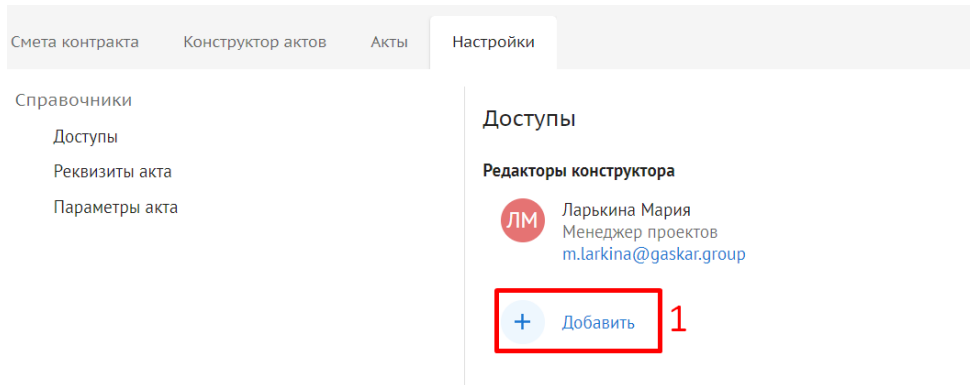 Смета контракта Конструктор актов Акты Настройки
Справочники
Доступы
Реквизиты акта
Параметры акта
Доступы
Редакторы конструктора
ЛМ
Ларькина Мария
Менеджер проектов
m.larkina@gaskar.group
+ Добавить 1